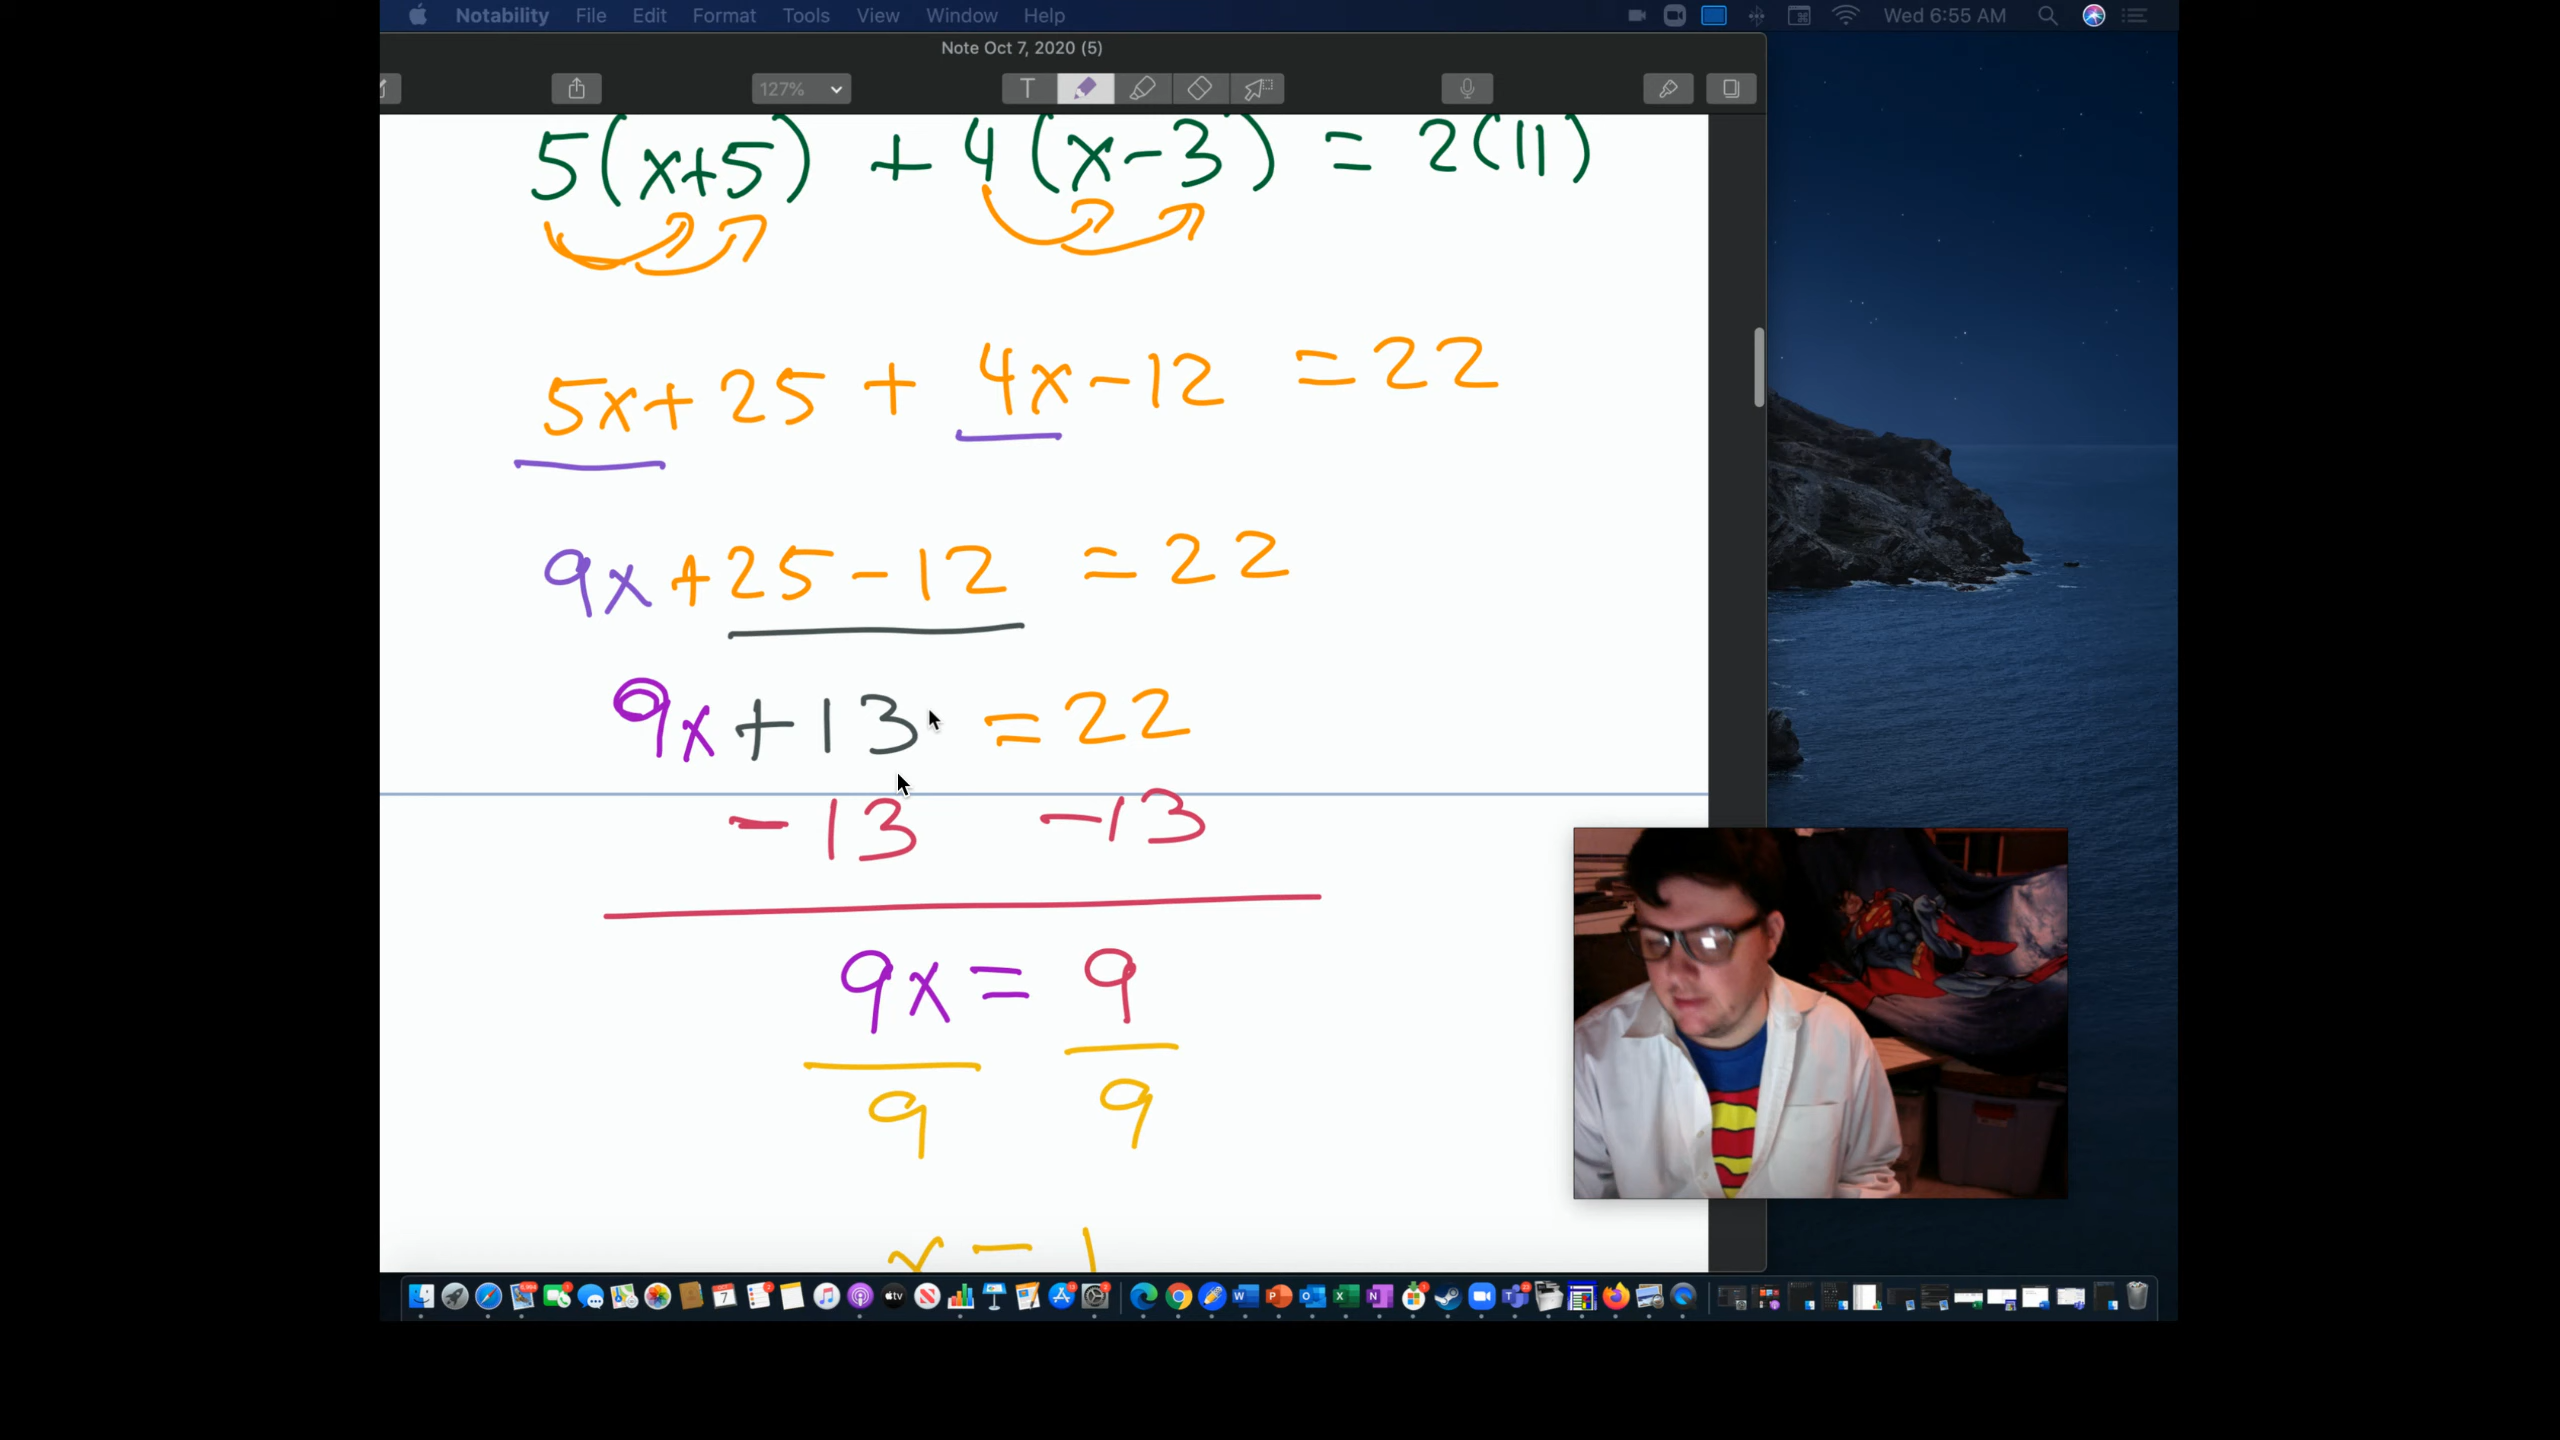 Notability File Edit Format Tools View Window Help Wed 6:55 AM
Note Oct 7, 2020 (5)
127% T
5(x+5) + 4(x-3) = 2(11)
5x+25 + 4x-12 = 22
9x+25-12 = 22
9x+13 = 22
-13 -13
9x = 9
9 9
x = 1